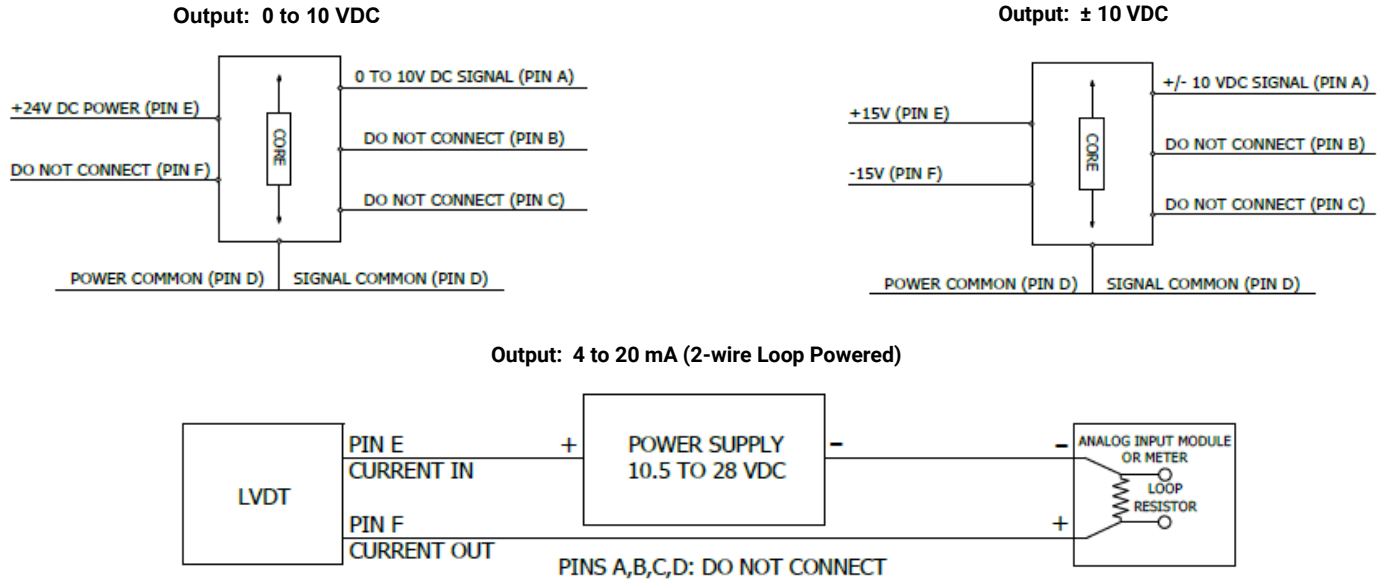 Output: 0 to 10 VDC
0 TO 10V DC SIGNAL (PIN A)
+24V DC POWER (PIN E)
CORE
DO NOT CONNECT (PIN B)
DO NOT CONNECT (PIN F)
DO NOT CONNECT (PIN C)
POWER COMMON (PIN D)
SIGNAL COMMON (PIN D)
Output: ± 10 VDC
+/- 10 VDC SIGNAL (PIN A)
+15V (PIN E)
CORE
DO NOT CONNECT (PIN B)
-15V (PIN F)
DO NOT CONNECT (PIN C)
POWER COMMON (PIN D)
SIGNAL COMMON (PIN D)
Output: 4 to 20 mA (2-wire Loop Powered)
LVDT
PIN E
CURRENT IN
+
POWER SUPPLY
10.5 TO 28 VDC
-
-
ANALOG INPUT MODULE
OR METER
LOOP
RESISTOR
PIN F
CURRENT OUT
+
PINS A,B,C,D: DO NOT CONNECT